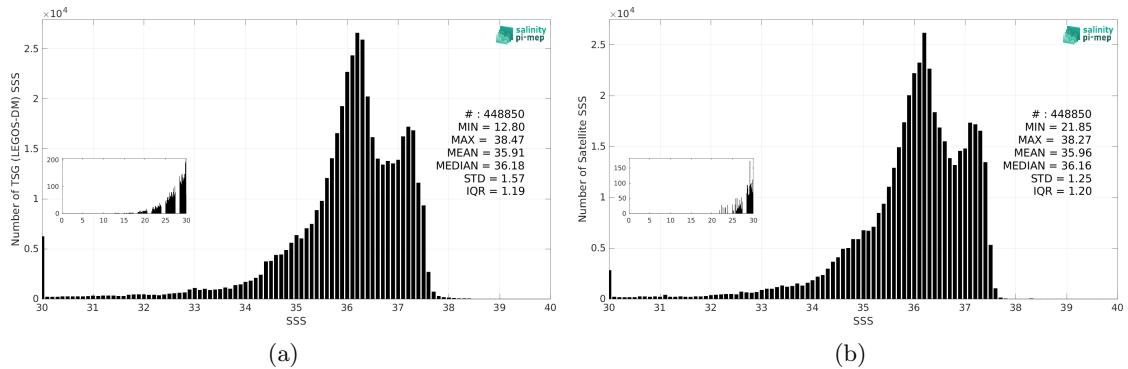 ×10⁴
salinity
pi-mep
2.5
2
1.5
1
0.5
0
Number of TSG (LEGOS-DM) SSS
# : 448850
MIN = 12.80
MAX = 38.47
MEAN = 35.91
MEDIAN = 36.18
STD = 1.57
IQR = 1.19
200
100
0
0 5 10 15 20 25 30
30 31 32 33 34 35 36 37 38 39 40
SSS
(a)
×10⁴
salinity
pi-mep
2.5
2
1.5
1
0.5
0
Number of Satellite SSS
# : 448850
MIN = 21.85
MAX = 38.27
MEAN = 35.96
MEDIAN = 36.16
STD = 1.25
IQR = 1.20
150
100
50
0
0 5 10 15 20 25 30
30 31 32 33 34 35 36 37 38 39 40
SSS
(b)